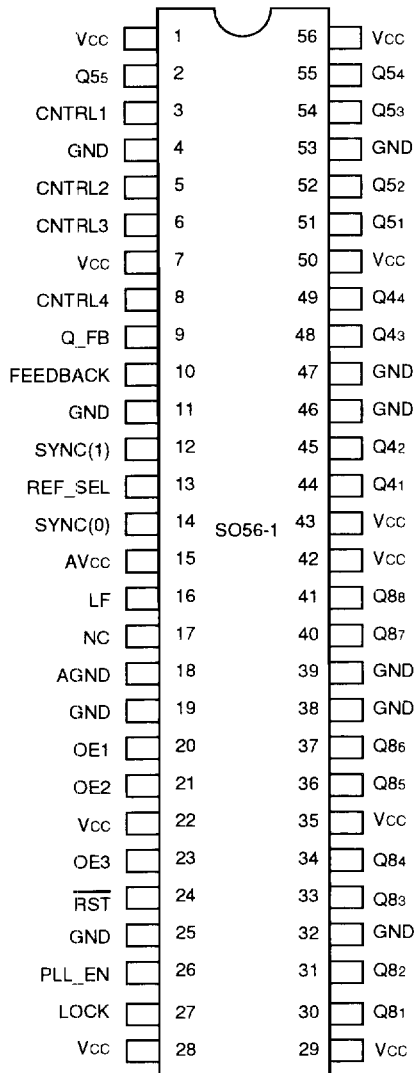 Vcc 1 56 Vcc
Q55 2 55 Q54
CNTRL1 3 54 Q53
GND 4 53 GND
CNTRL2 5 52 Q52
CNTRL3 6 51 Q51
Vcc 7 50 Vcc
CNTRL4 8 49 Q44
Q_FB 9 48 Q43
FEEDBACK 10 47 GND
GND 11 46 GND
SYNC(1) 12 45 Q42
REF_SEL 13 44 Q41
SYNC(0) 14 SO56-1 43 Vcc
AVcc 15 42 Vcc
LF 16 41 Q88
NC 17 40 Q87
AGND 18 39 GND
GND 19 38 GND
OE1 20 37 Q86
OE2 21 36 Q85
Vcc 22 35 Vcc
OE3 23 34 Q84
RST 24 33 Q83
GND 25 32 GND
PLL_EN 26 31 Q82
LOCK 27 30 Q81
Vcc 28 29 Vcc